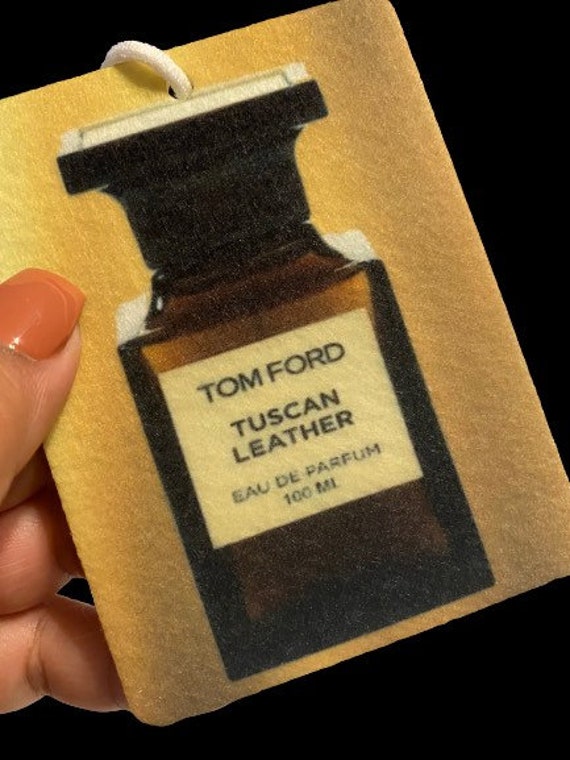 TOM FORD
TUSCAN
LEATHER
EAU DE PARFUM
100 ML